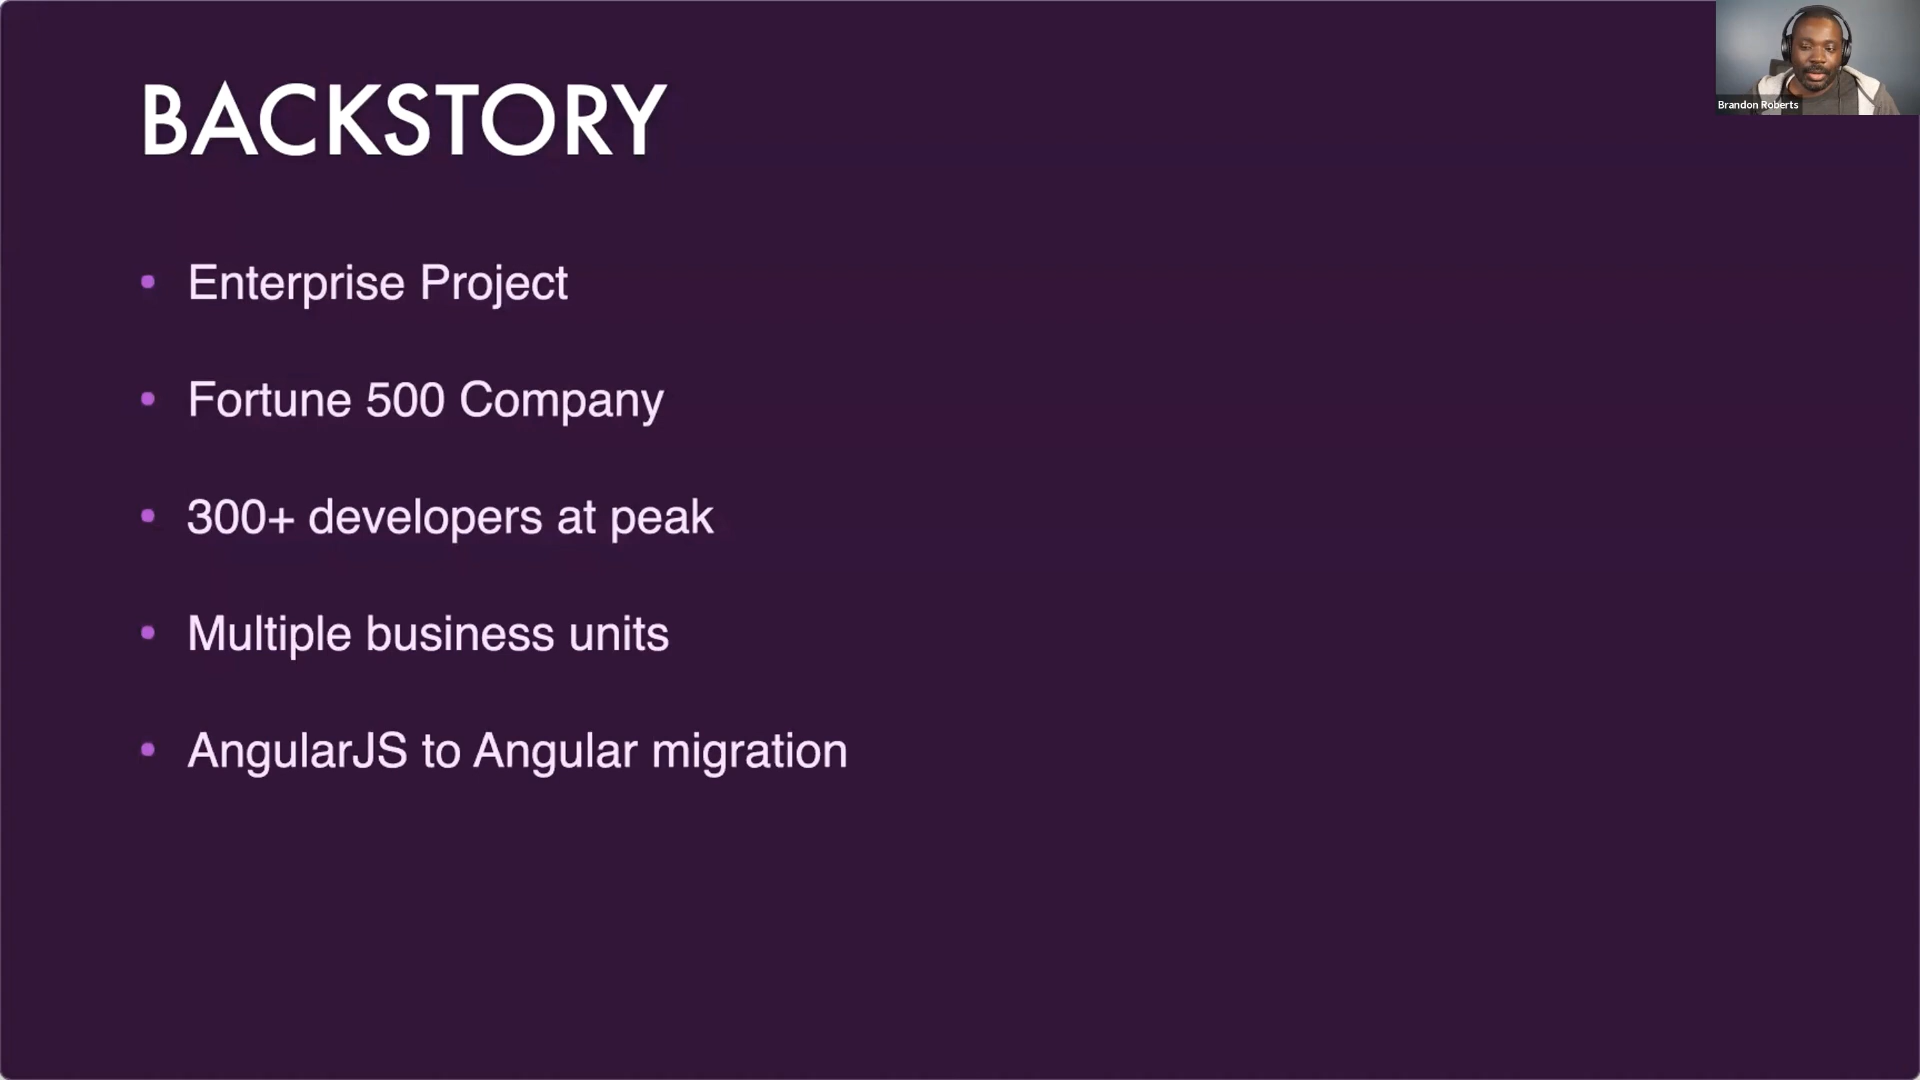 BACKSTORY
Brandon Roberts
• Enterprise Project
• Fortune 500 Company
• 300+ developers at peak
• Multiple business units
• AngularJS to Angular migration